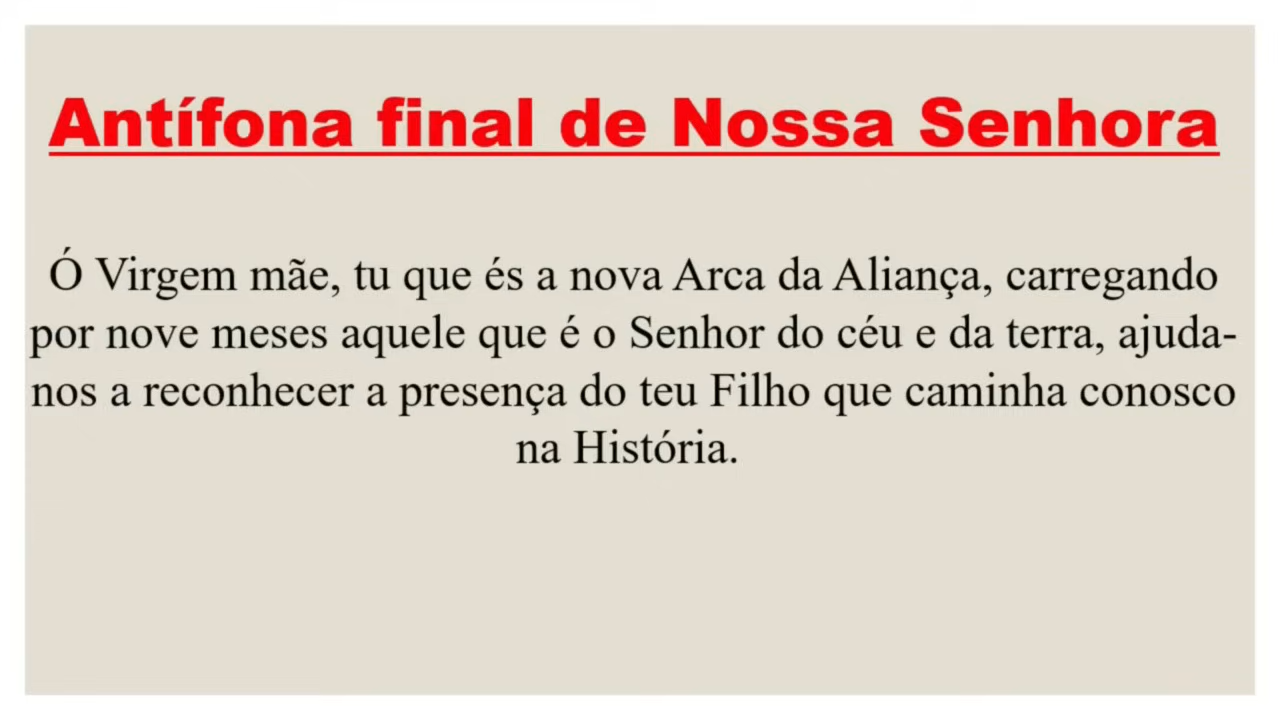 Antífona final de Nossa Senhora
Ó Virgem mãe, tu que és a nova Arca da Aliança, carregando
por nove meses aquele que é o Senhor do céu e da terra, ajuda-
nos a reconhecer a presença do teu Filho que caminha conosco
na História.